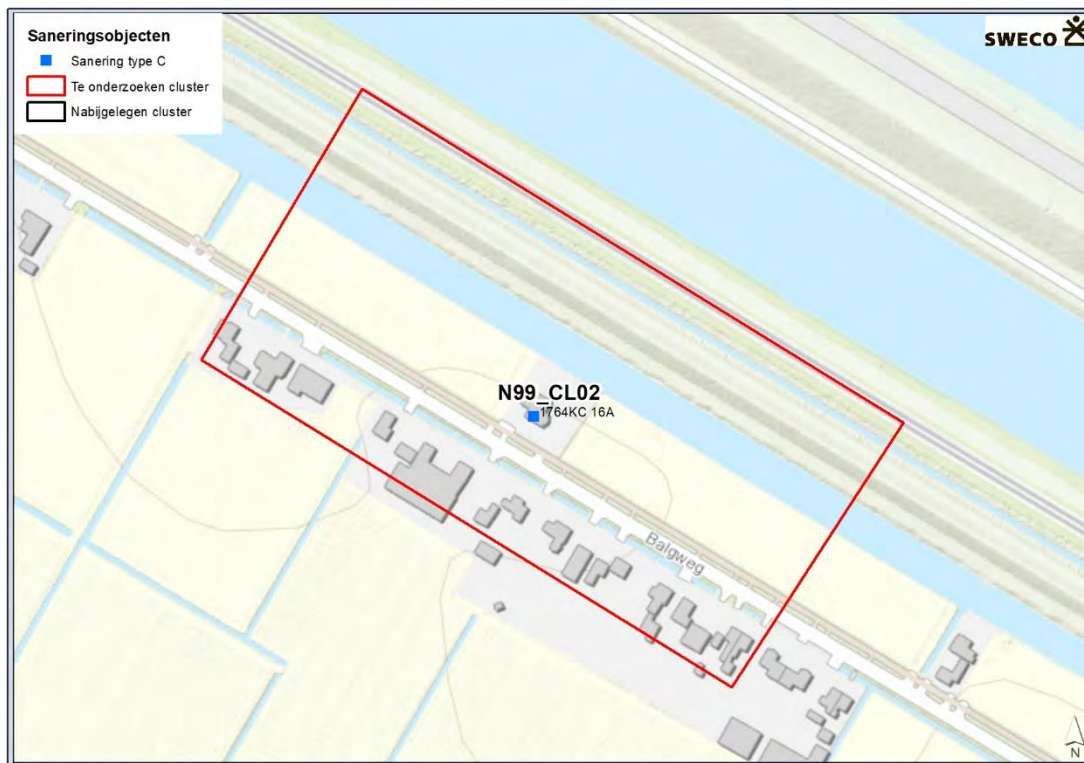 Saneringsobjecten
Sanering type C
Te onderzoeken cluster
Nabijgelegen cluster
SWECO
N99_CL02
1764KC 16A
Balgweg
N